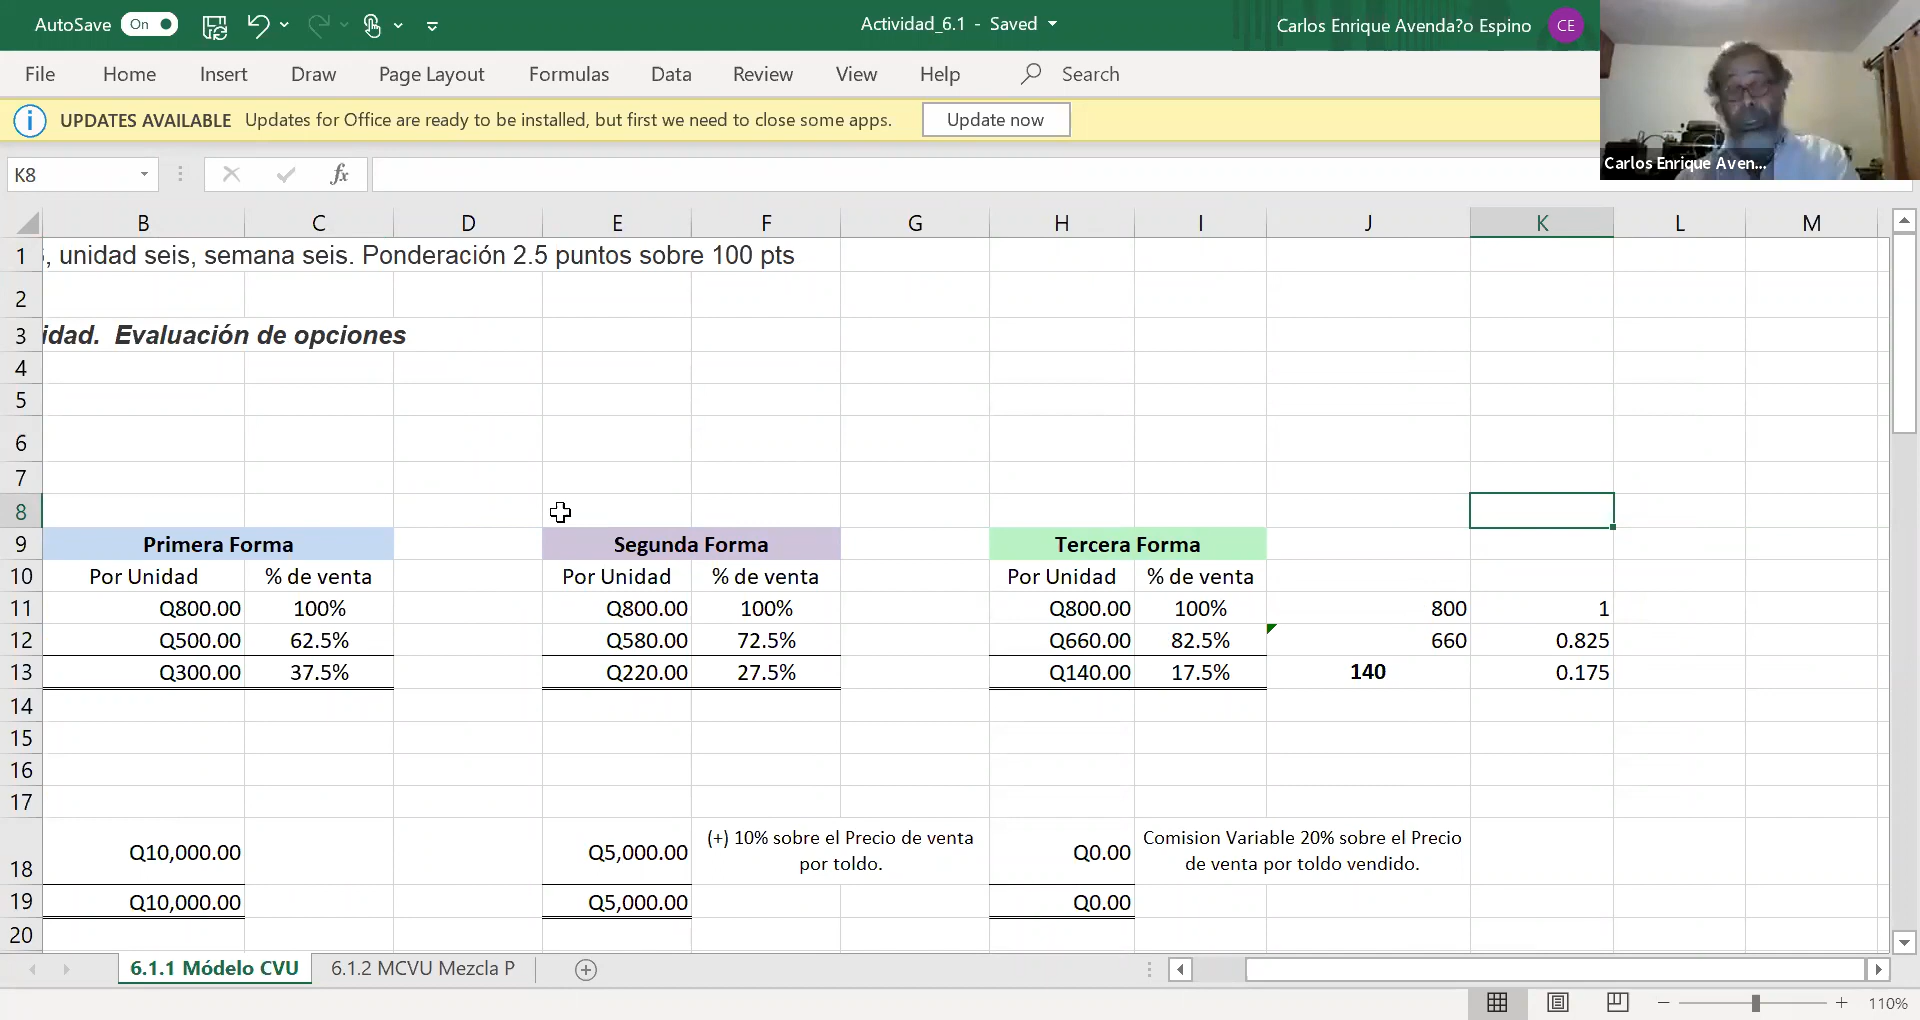 AutoSave On Actividad_6.1 - Saved Carlos Enrique Avenda?o Espino CE
File Home Insert Draw Page Layout Formulas Data Review View Help Search
UPDATES AVAILABLE Updates for Office are ready to be installed, but first we need to close some apps. Update now
Carlos Enrique Aven...
K8 fx
B C D E F G H I J K L M
1 , unidad seis, semana seis. Ponderación 2.5 puntos sobre 100 pts
2
3 idad. Evaluación de opciones
4
5
6
7
8
9 Primera Forma Segunda Forma Tercera Forma
10 Por Unidad % de venta Por Unidad % de venta Por Unidad % de venta
11 Q800.00 100% Q800.00 100% Q800.00 100% 800 1
12 Q500.00 62.5% Q580.00 72.5% Q660.00 82.5% 660 0.825
13 Q300.00 37.5% Q220.00 27.5% Q140.00 17.5% 140 0.175
14
15
16
17
18 Q10,000.00 Q5,000.00 (+) 10% sobre el Precio de venta por toldo. Q0.00 Comision Variable 20% sobre el Precio de venta por toldo vendido.
19 Q10,000.00 Q5,000.00 Q0.00
20
6.1.1 Módelo CVU 6.1.2 MCVU Mezcla P
110%